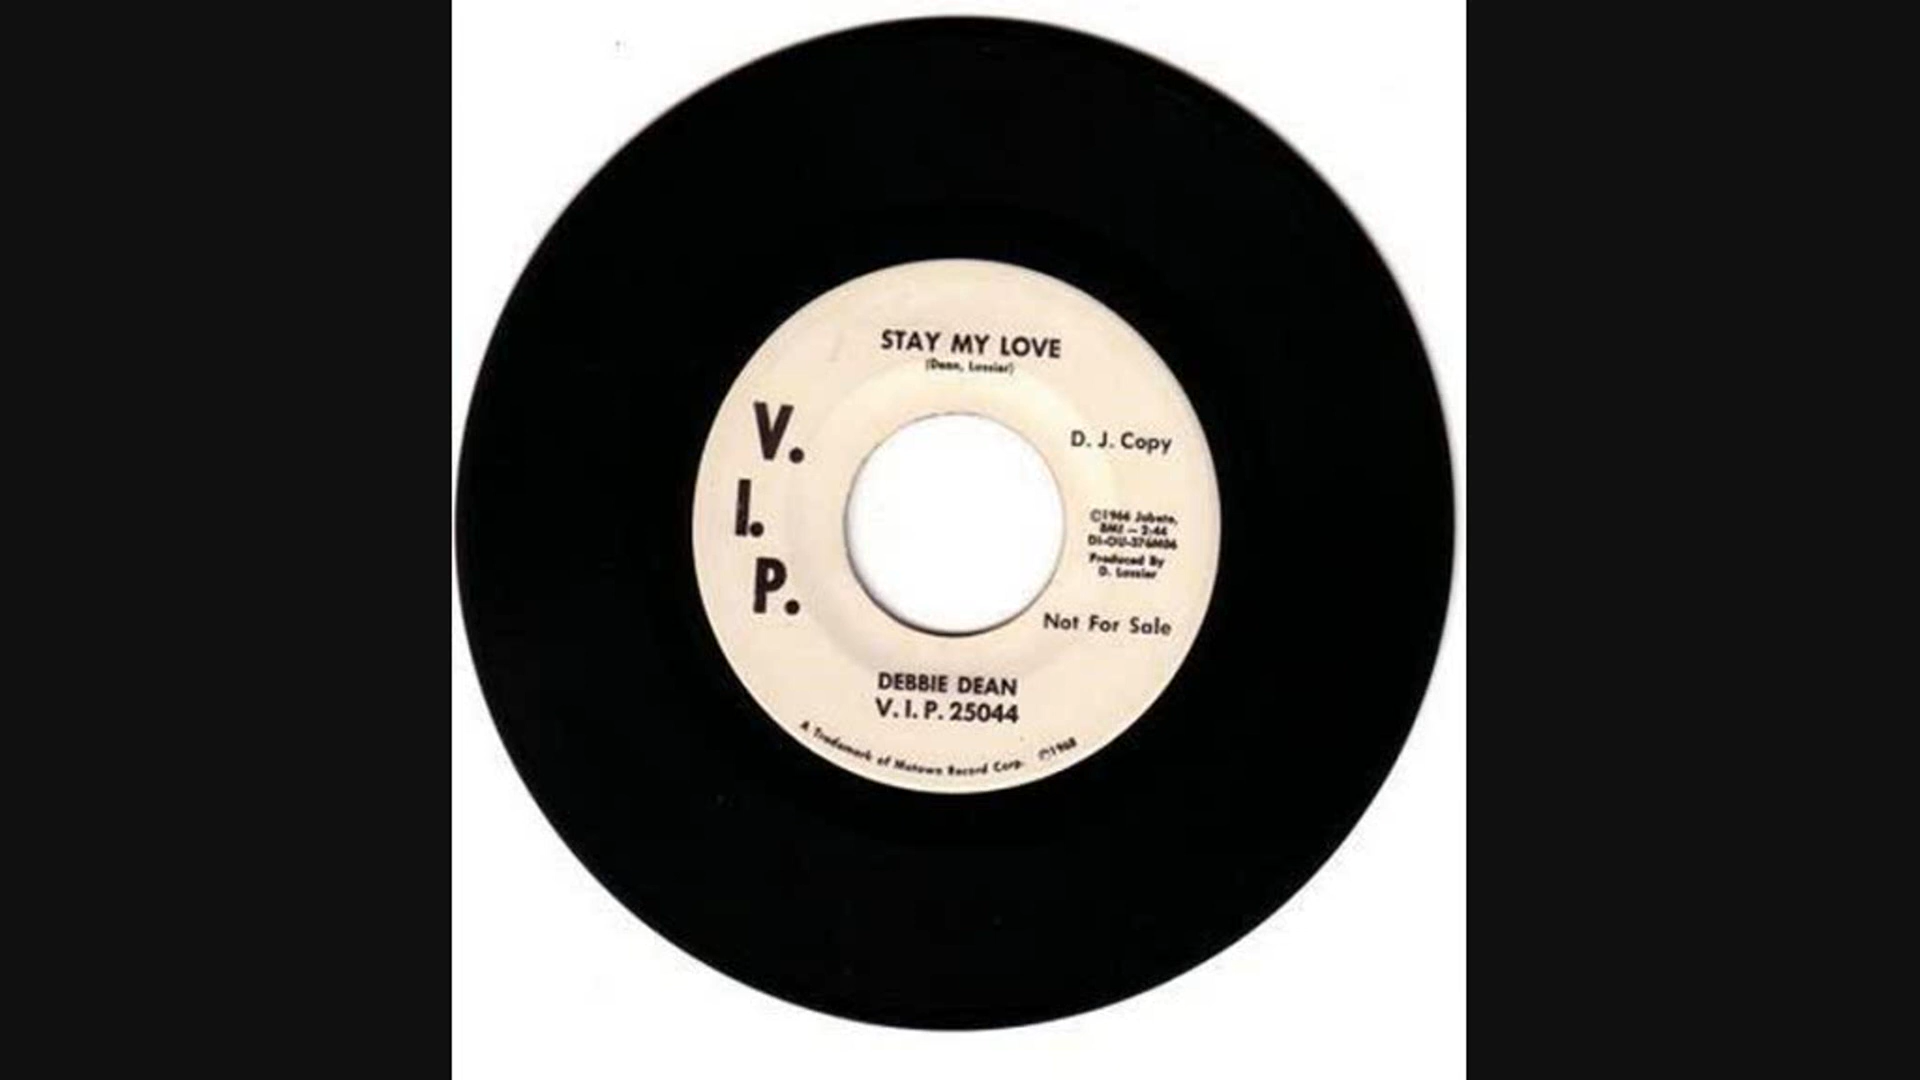 STAY MY LOVE
(Dean, Lussier)
V.
I.
P.
D. J. Copy
©1966 Jobete,
BMI — 2:44
Produced By
D. Lussier
Not For Sale
DEBBIE DEAN
V. I. P. 25044
A Trademark of Motown Record Corp. ℗1968